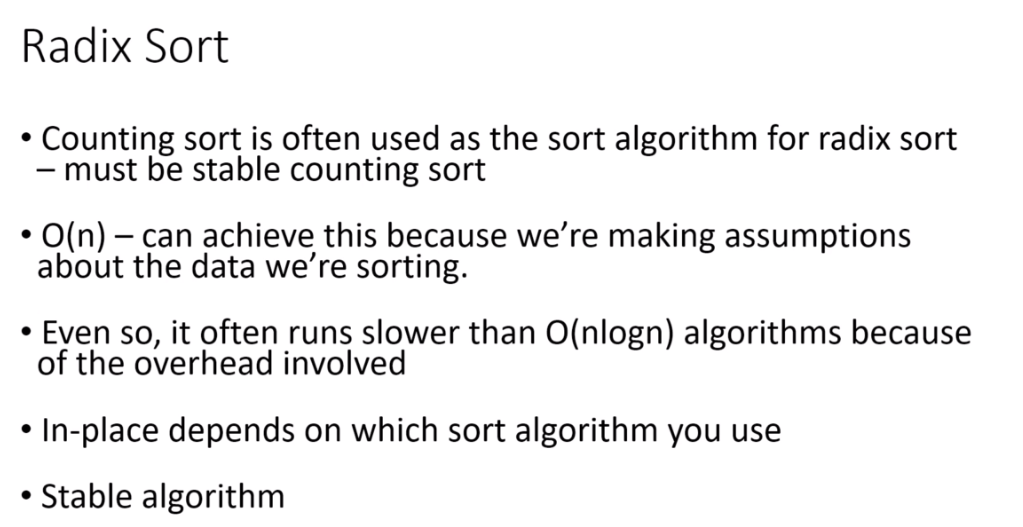 Radix Sort
• Counting sort is often used as the sort algorithm for radix sort
– must be stable counting sort
• O(n) – can achieve this because we’re making assumptions
about the data we’re sorting.
• Even so, it often runs slower than O(nlogn) algorithms because
of the overhead involved
• In-place depends on which sort algorithm you use
• Stable algorithm